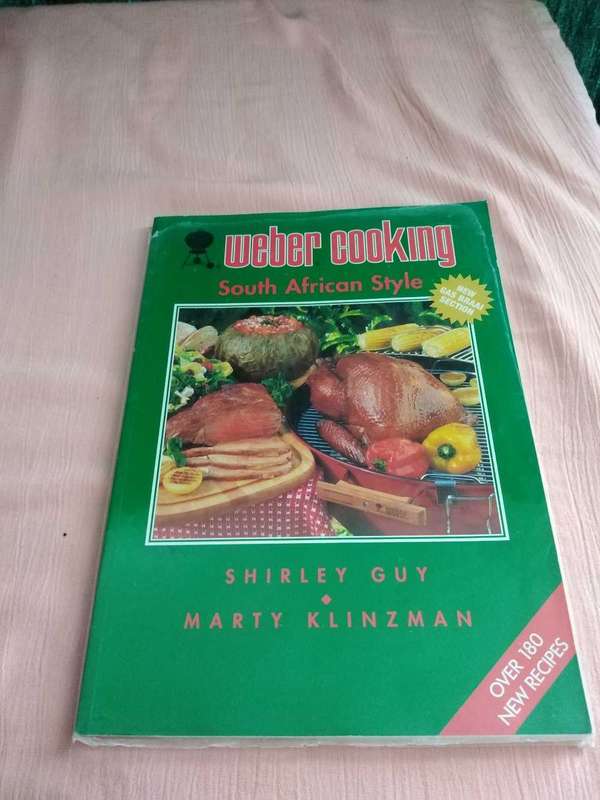 weber cooking
South African Style
NEW
GAS BRAAI
SECTION
SHIRLEY GUY
MARTY KLINZMAN
OVER 180
NEW RECIPES